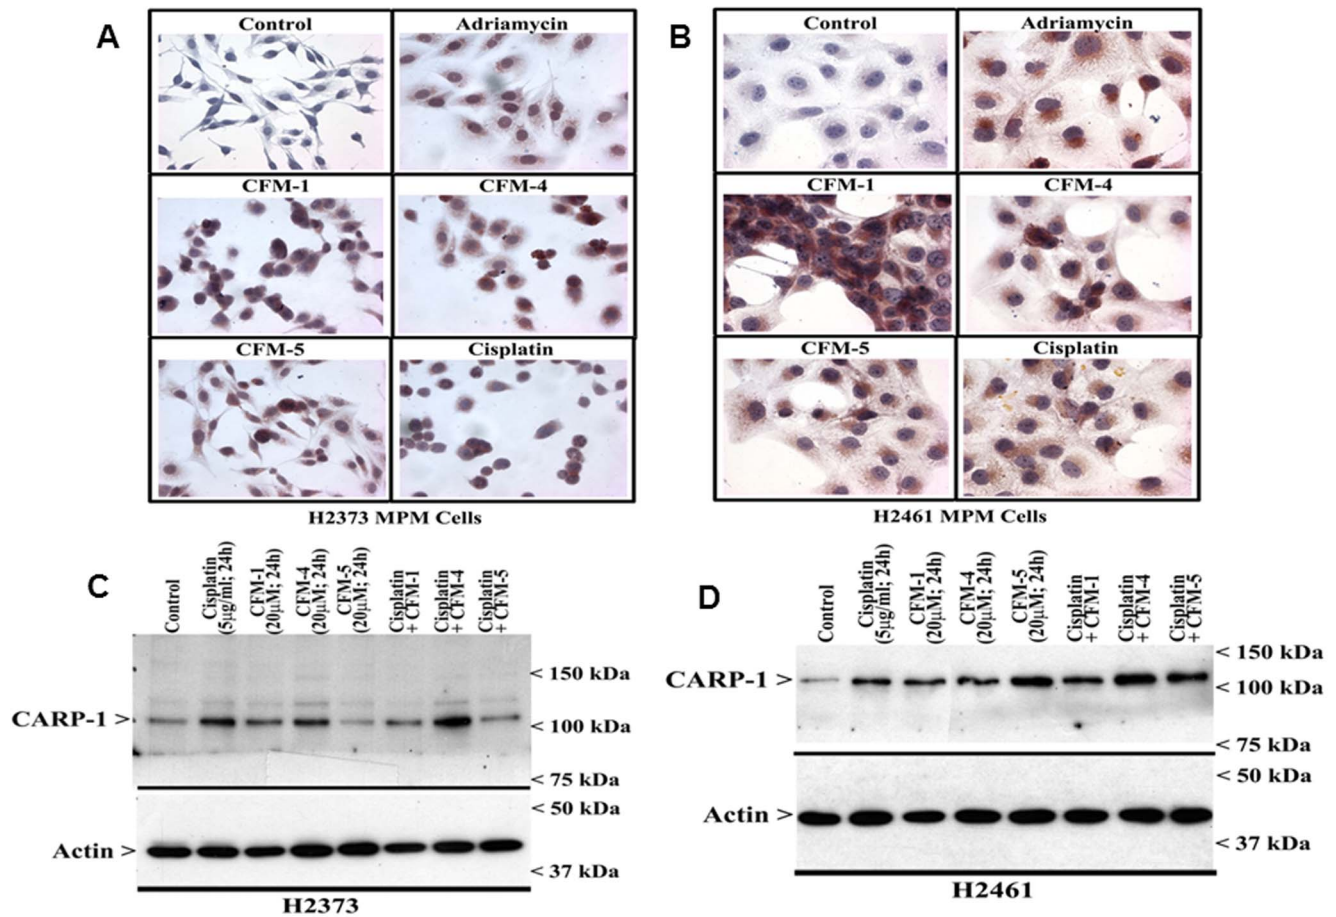 A
Control
Adriamycin
CFM-1
CFM-4
CFM-5
Cisplatin
H2373 MPM Cells
B
Control
Adriamycin
CFM-1
CFM-4
CFM-5
Cisplatin
H2461 MPM Cells
C
Control
Cisplatin
(5μg/ml; 24h)
CFM-1
(20μM; 24h)
CFM-4
(20μM; 24h)
CFM-5
(20μM; 24h)
Cisplatin
+ CFM-1
Cisplatin
+ CFM-4
Cisplatin
+ CFM-5
CARP-1 >
< 150 kDa
< 100 kDa
< 75 kDa
< 50 kDa
Actin >
< 37 kDa
H2373
D
Control
Cisplatin
(5μg/ml; 24h)
CFM-1
(20μM; 24h)
CFM-4
(20μM; 24h)
CFM-5
(20μM; 24h)
Cisplatin
+ CFM-1
Cisplatin
+ CFM-4
Cisplatin
+ CFM-5
< 150 kDa
CARP-1 >
< 100 kDa
< 75 kDa
< 50 kDa
Actin >
< 37 kDa
H2461